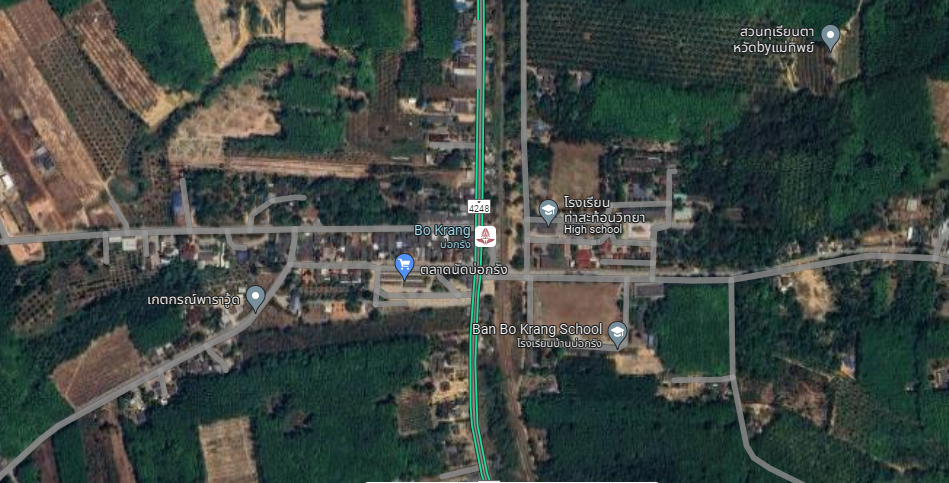 สวนทุเรียนตา
หวัดbyแม่ทิพย์
4248
โรงเรียน
ท่าสะท้อนวิทยา
High school
Bo Krang
บ่อกรัง
ตลาดนัดบ่อกรัง
เกตกรณ์พาราวู้ด
Ban Bo Krang School
โรงเรียนบ้านบ่อกรัง